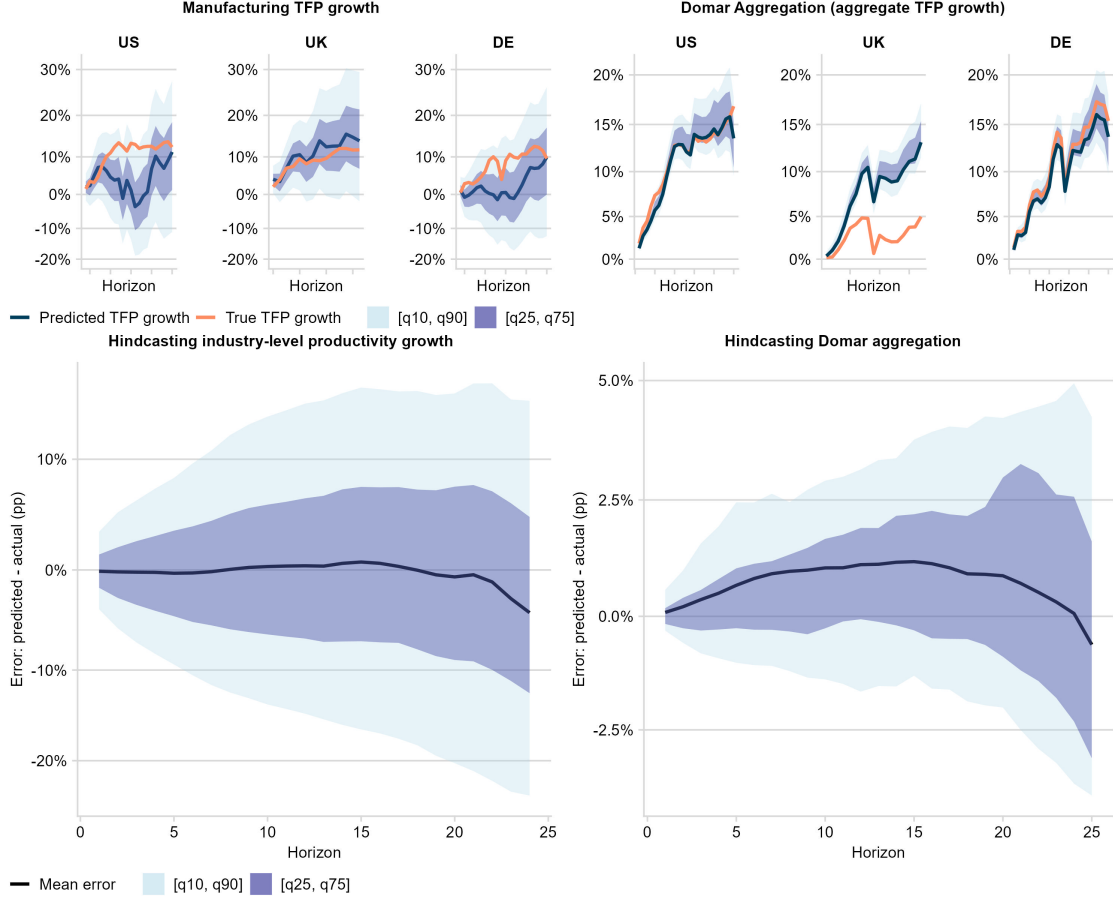 Manufacturing TFP growth
Domar Aggregation (aggregate TFP growth)
US
UK
DE
US
UK
DE
30%
20%
10%
0%
-10%
-20%
30%
20%
10%
0%
-10%
-20%
30%
20%
10%
0%
-10%
-20%
20%
15%
10%
5%
0%
20%
15%
10%
5%
0%
20%
15%
10%
5%
0%
Horizon
Horizon
Horizon
Horizon
Horizon
Horizon
Predicted TFP growth
True TFP growth
[q10, q90]
[q25, q75]
Hindcasting industry-level productivity growth
Error: predicted - actual (pp)
10%
0%
-10%
-20%
0
5
10
15
20
25
Horizon
Hindcasting Domar aggregation
Error: predicted - actual (pp)
5.0%
2.5%
0.0%
-2.5%
0
5
10
15
20
25
Horizon
Mean error
[q10, q90]
[q25, q75]